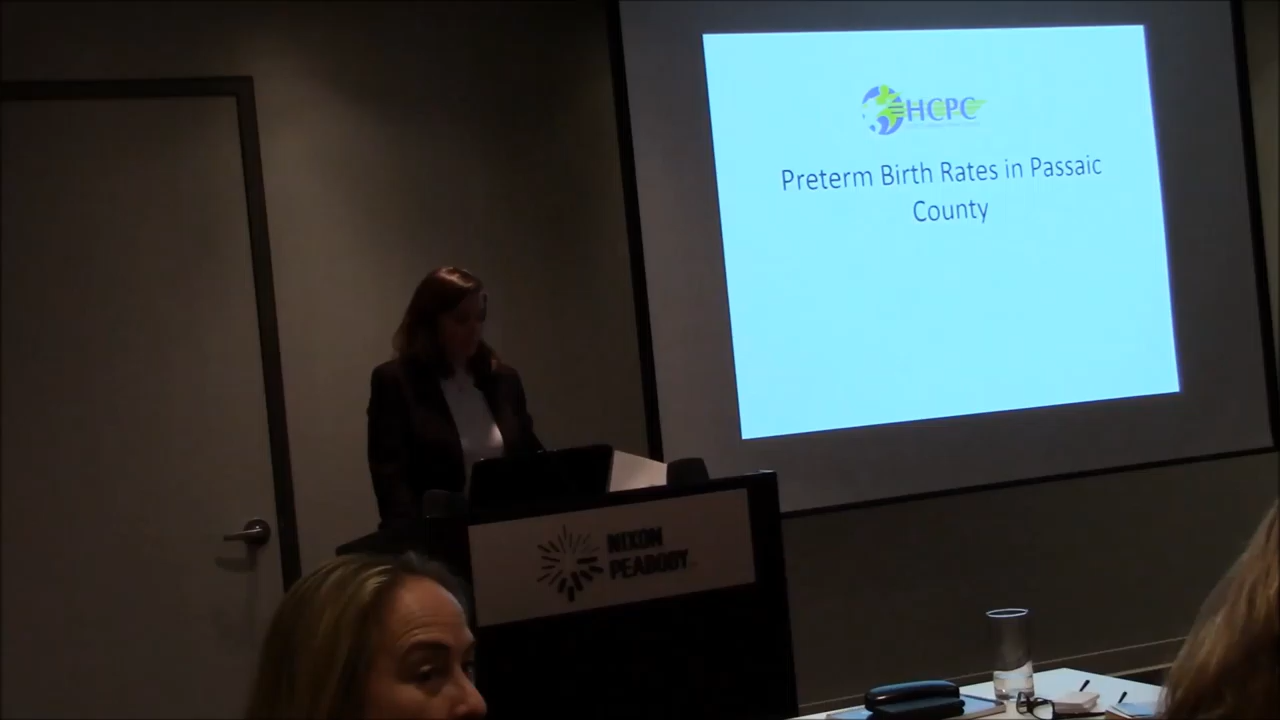 HCPC
Preterm Birth Rates in Passaic
County
NIXON
PEABODY